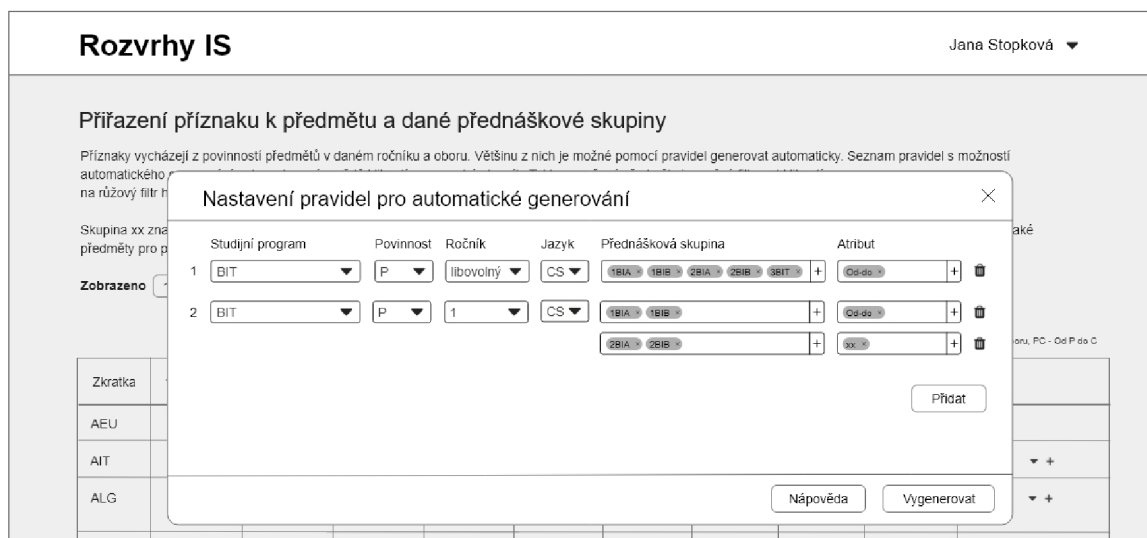 Rozvrhy IS
Jana Stopková
Přiřazení příznaku k předmětu a dané přednáškové skupiny
Příznaky vycházejí z povinnosti předmětů v daném ročníku a oboru. Většinu z nich je možné pomocí pravidel generovat automaticky. Seznam pravidel s možností
automatického
na růžový filtr
Skupina xx
předměty pro
Zobrazeno
Nastavení pravidel pro automatické generování
Studijní program Povinnost Ročník Jazyk Přednášková skupina Atribut
1 BIT P libovolný CS 1BIA × 1BIB × 2BIA × 2BIB × 3BIT × + Od-do × +
2 BIT P 1 CS 1BIA × 1BIB × + Od-do × +
2BIA × 2BIB × + xx × +
Přidat
Nápověda Vygenerovat
oru, PC - Od P do C
Zkratka
AEU
AIT +
ALG +